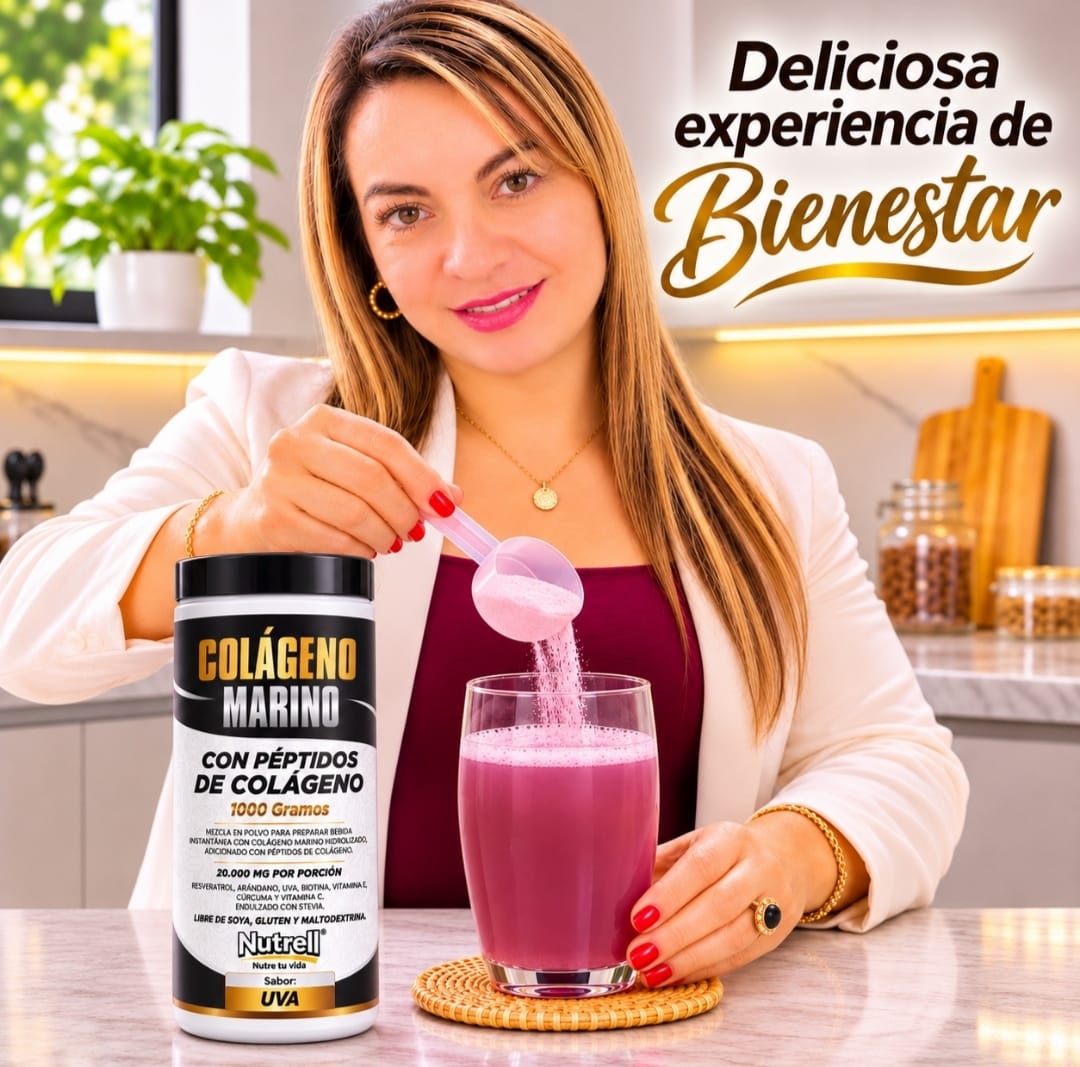 Deliciosa
experiencia de
Bienestar
COLÁGENO
MARINO
CON PÉPTIDOS
DE COLÁGENO
1000 Gramos
MEZCLA EN POLVO PARA PREPARAR BEBIDA
INSTANTÁNEA CON COLÁGENO MARINO HIDROLIZADO,
ADICIONADO CON PÉPTIDOS DE COLÁGENO.
20.000 MG POR PORCIÓN
RESVERATROL, ARÁNDANO, UVA, BIOTINA, VITAMINA E,
CÚRCUMA Y VITAMINA C.
ENDULZADO CON STEVIA.
LIBRE DE SOYA, GLUTEN Y MALTODEXTRINA.
Nutrell®
Nutre tu vida
Sabor:
UVA